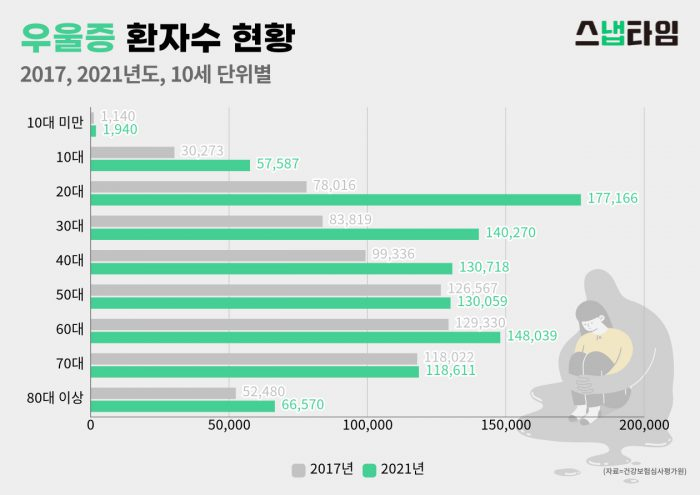 우울증 환자수 현황
스냅타임
2017, 2021년도, 10세 단위별
10대 미만
1,140
1,940
10대
30,273
57,587
20대
78,016
177,166
30대
83,819
140,270
40대
99,336
130,718
50대
126,567
130,059
60대
129,330
148,039
70대
118,022
118,611
80대 이상
52,480
66,570
0 50,000 100,000 150,000 200,000
2017년 2021년
(자료=건강보험심사평가원)